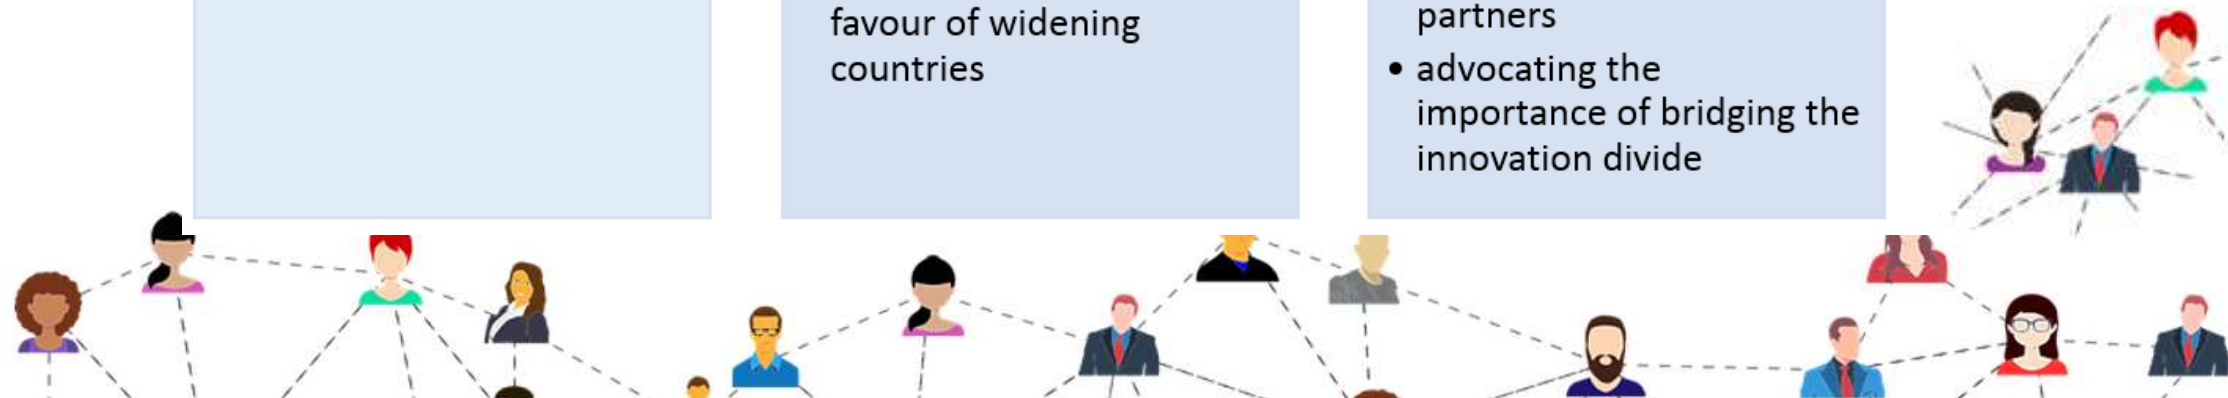 favour of widening
countries
partners
• advocating the
importance of bridging the
innovation divide